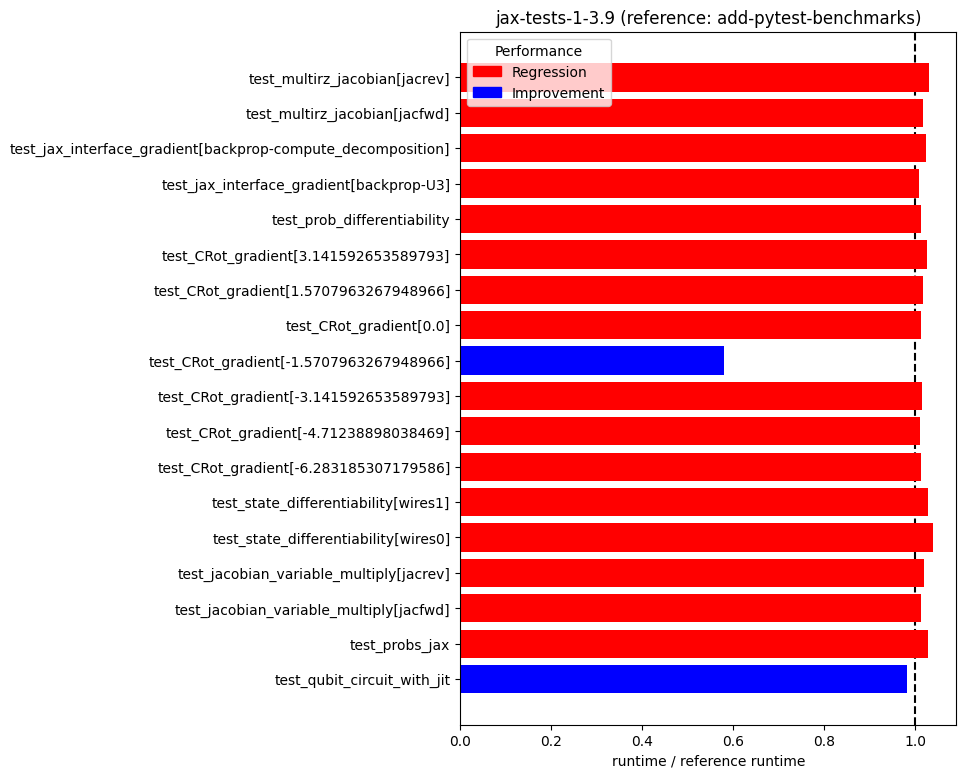 jax-tests-1-3.9 (reference: add-pytest-benchmarks)
Performance
Regression
Improvement
test_multirz_jacobian[jacrev]
test_multirz_jacobian[jacfwd]
test_jax_interface_gradient[backprop-compute_decomposition]
test_jax_interface_gradient[backprop-U3]
test_prob_differentiability
test_CRot_gradient[3.141592653589793]
test_CRot_gradient[1.5707963267948966]
test_CRot_gradient[0.0]
test_CRot_gradient[-1.5707963267948966]
test_CRot_gradient[-3.141592653589793]
test_CRot_gradient[-4.71238898038469]
test_CRot_gradient[-6.283185307179586]
test_state_differentiability[wires1]
test_state_differentiability[wires0]
test_jacobian_variable_multiply[jacrev]
test_jacobian_variable_multiply[jacfwd]
test_probs_jax
test_qubit_circuit_with_jit
0.0 0.2 0.4 0.6 0.8 1.0
runtime / reference runtime